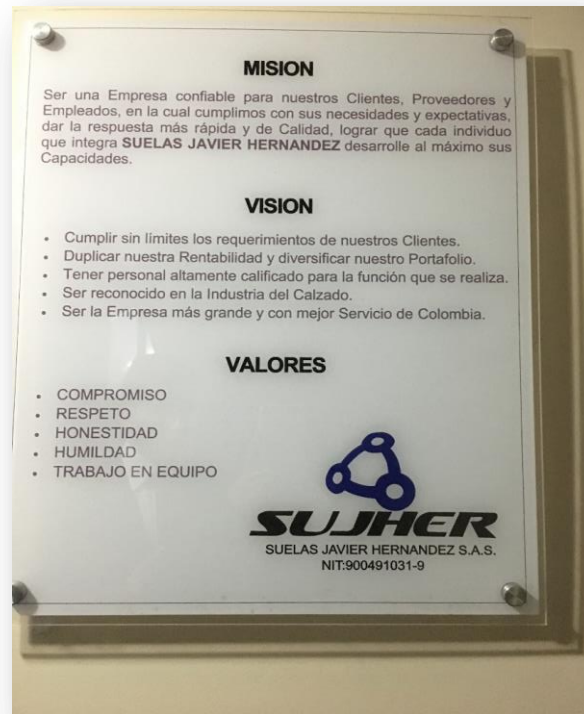 MISION
Ser una Empresa confiable para nuestros Clientes, Proveedores y
Empleados, en la cual cumplimos con sus necesidades y expectativas,
dar la respuesta más rápida y de Calidad, lograr que cada individuo
que integra SUELAS JAVIER HERNANDEZ desarrolle al máximo sus
Capacidades.
VISION
• Cumplir sin límites los requerimientos de nuestros Clientes.
• Duplicar nuestra Rentabilidad y diversificar nuestro Portafolio.
• Tener personal altamente calificado para la función que se realiza.
• Ser reconocido en la Industria del Calzado.
• Ser la Empresa más grande y con mejor Servicio de Colombia.
VALORES
• COMPROMISO
• RESPETO
• HONESTIDAD
• HUMILDAD
• TRABAJO EN EQUIPO
SUJHER
SUELAS JAVIER HERNANDEZ S.A.S.
NIT:900491031-9